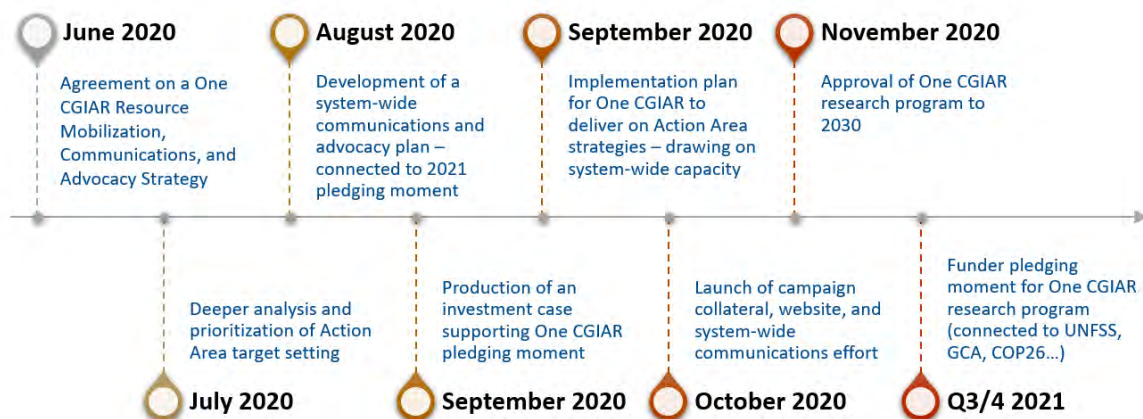 June 2020
Agreement on a One
CGIAR Resource
Mobilization,
Communications, and
Advocacy Strategy
August 2020
Development of a
system-wide
communications and
advocacy plan –
connected to 2021
pledging moment
September 2020
Implementation plan
for One CGIAR to
deliver on Action Area
strategies – drawing on
system-wide capacity
November 2020
Approval of One CGIAR
research program to
2030
Deeper analysis and
prioritization of Action
Area target setting
July 2020
Production of an
investment case
supporting One CGIAR
pledging moment
September 2020
Launch of campaign
collateral, website, and
system-wide
communications effort
October 2020
Funder pledging
moment for One CGIAR
research program
(connected to UNFSS,
GCA, COP26...)
Q3/4 2021